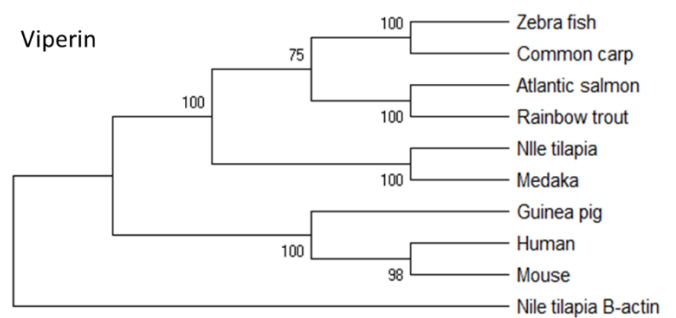 Viperin
100
Zebra fish
Common carp
75
Atlantic salmon
100
Rainbow trout
100
NIle tilapia
100
Medaka
Guinea pig
100
Human
98
Mouse
Nile tilapia B-actin